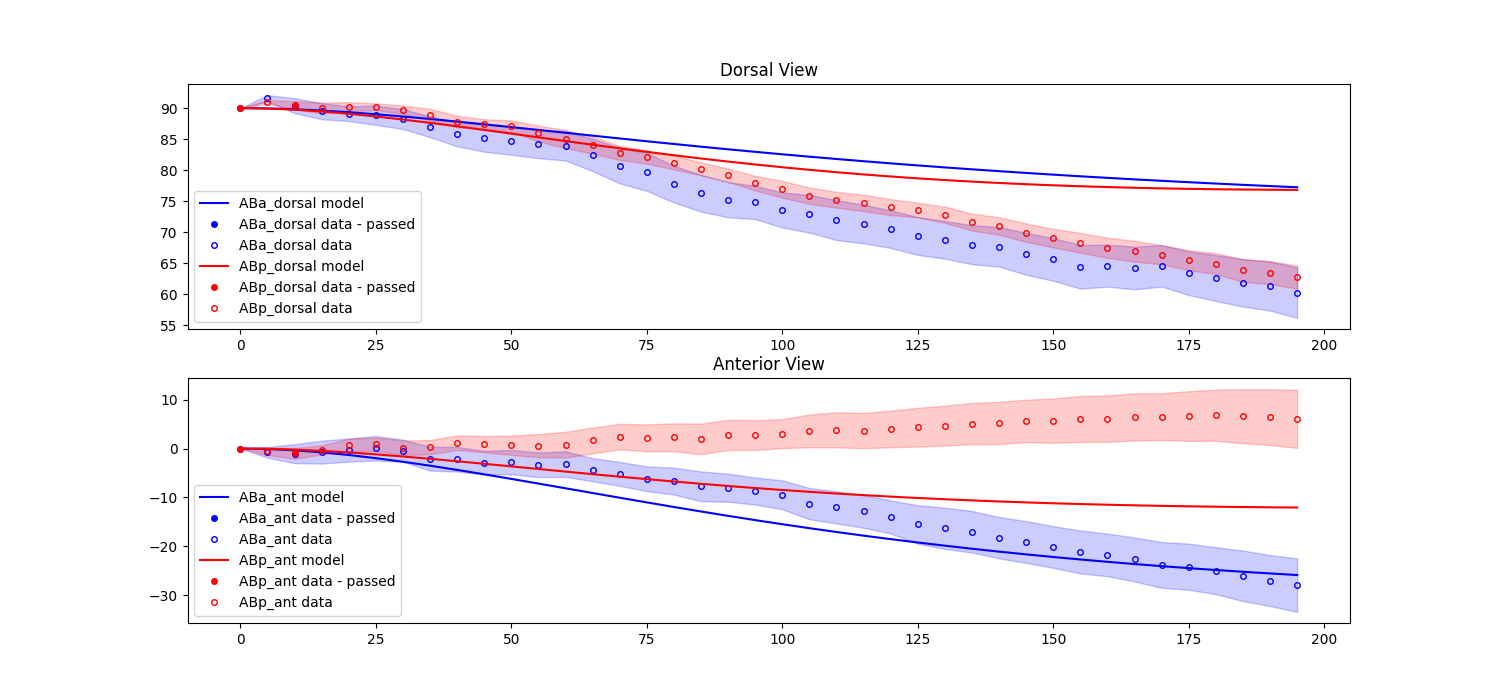 Dorsal View
90
85
80
75
70
65
60
55
ABa_dorsal model
ABa_dorsal data - passed
ABa_dorsal data
ABp_dorsal model
ABp_dorsal data - passed
ABp_dorsal data
0 25 50 75 100 125 150 175 200
Anterior View
10
0
−10
−20
−30
ABa_ant model
ABa_ant data - passed
ABa_ant data
ABp_ant model
ABp_ant data - passed
ABp_ant data
0 25 50 75 100 125 150 175 200